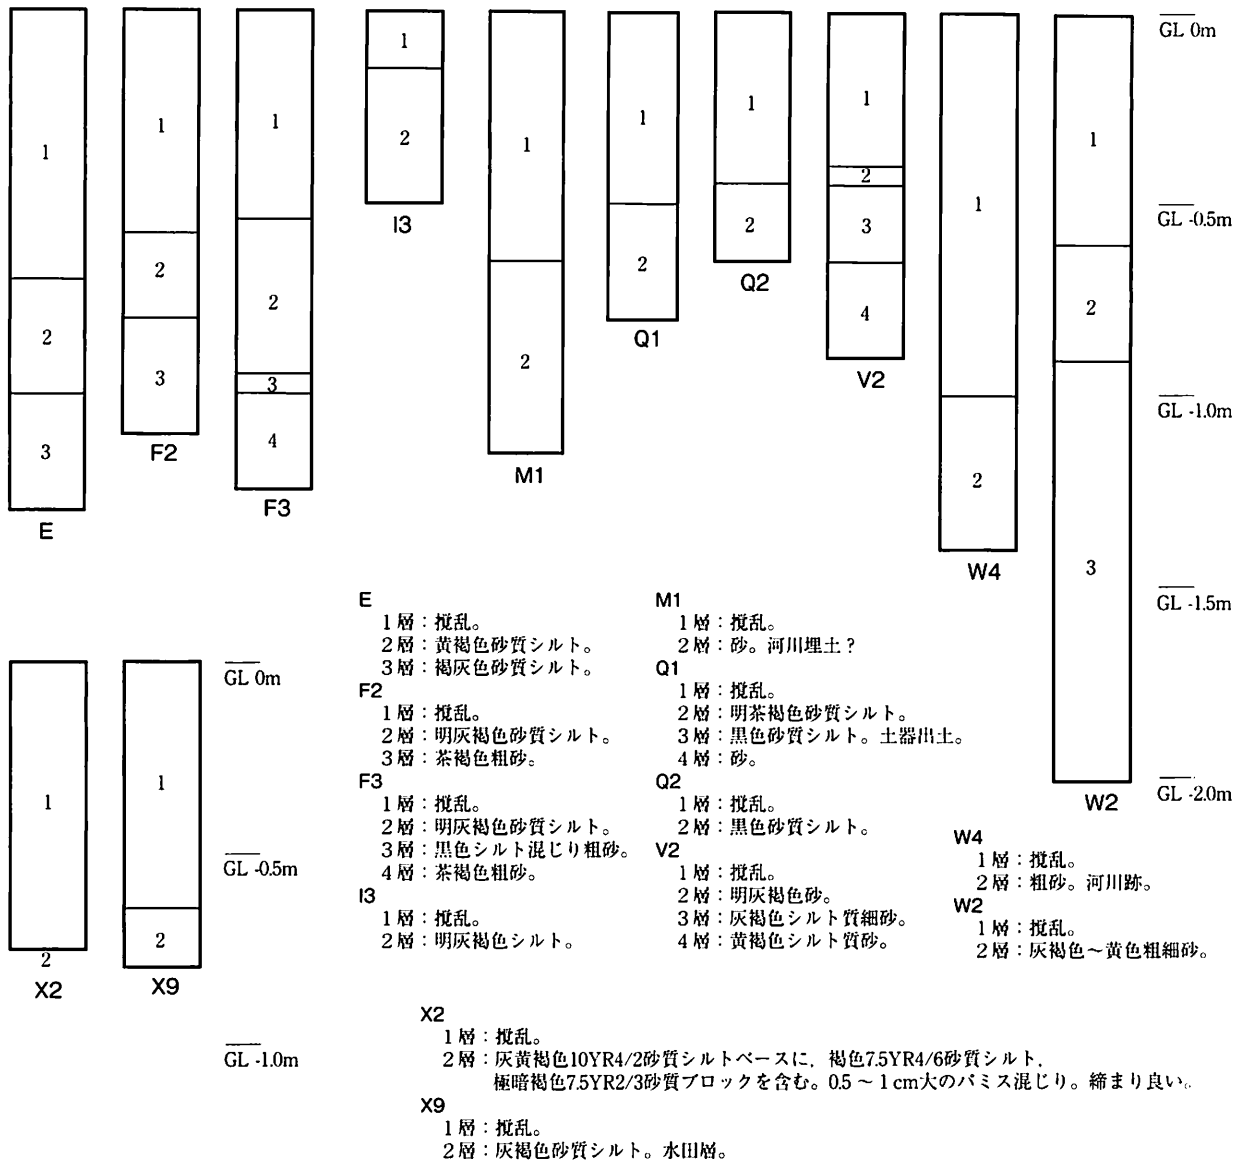 GL 0m
GL -0.5m
GL -1.0m
GL -1.5m
GL -2.0m
1
2
3
E
1
2
3
F2
1
2
3
4
F3
1
2
I3
1
2
M1
1
2
Q1
1
2
Q2
1
2
3
4
V2
1
2
W4
1
2
3
W2
1
2
X2
1
2
X9
GL 0m
GL -0.5m
GL -1.0m
E
1層：攪乱。
2層：黄褐色砂質シルト。
3層：褐灰色砂質シルト。
F2
1層：攪乱。
2層：明灰褐色砂質シルト。
3層：茶褐色粗砂。
F3
1層：攪乱。
2層：明灰褐色砂質シルト。
3層：黒色シルト混じり粗砂。
4層：茶褐色粗砂。
I3
1層：攪乱。
2層：明灰褐色シルト。
M1
1層：攪乱。
2層：砂。河川埋土？
Q1
1層：攪乱。
2層：明茶褐色砂質シルト。
3層：黒色砂質シルト。土器出土。
4層：砂。
Q2
1層：攪乱。
2層：黒色砂質シルト。
V2
1層：攪乱。
2層：明灰褐色砂。
3層：灰褐色シルト質細砂。
4層：黄褐色シルト質砂。
W4
1層：攪乱。
2層：粗砂。河川跡。
W2
1層：攪乱。
2層：灰褐色～黄色粗細砂。
X2
1層：攪乱。
2層：灰黄褐色10YR4/2砂質シルトベースに，褐色7.5YR4/6砂質シルト，
極暗褐色7.5YR2/3砂質ブロックを含む。0.5～1cm大のパミス混じり。締まり良い。
X9
1層：攪乱。
2層：灰褐色砂質シルト。水田層。